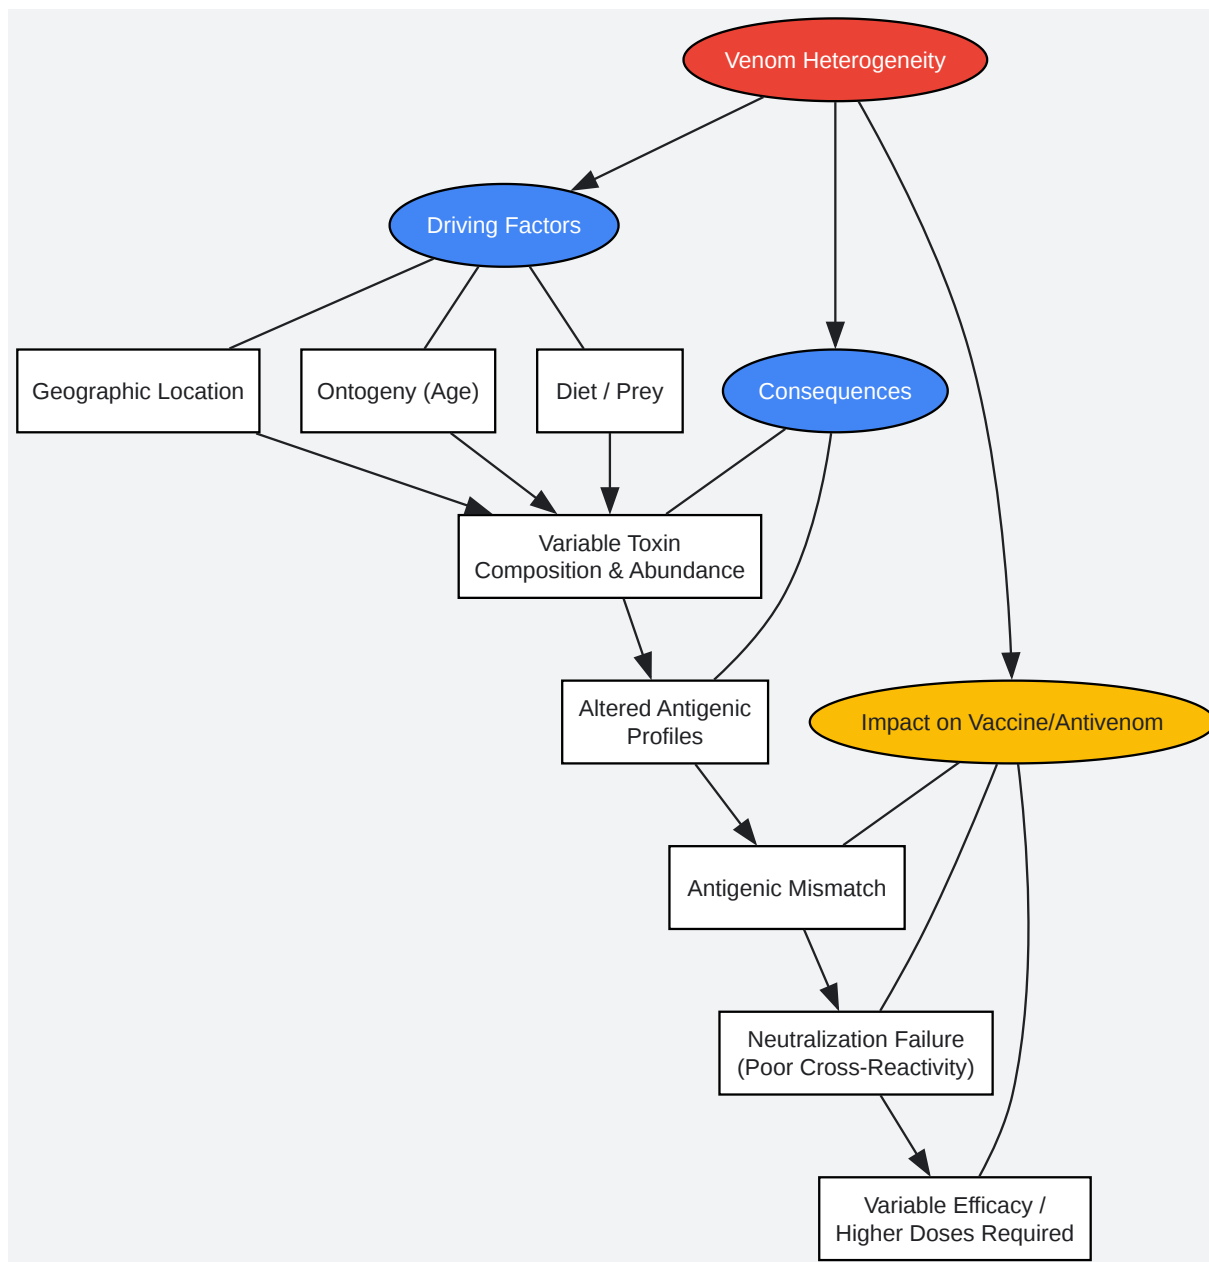 Venom Heterogeneity
Driving Factors
Geographic Location
Ontogeny (Age)
Diet / Prey
Consequences
Variable Toxin
Composition & Abundance
Altered Antigenic
Profiles
Impact on Vaccine/Antivenom
Antigenic Mismatch
Neutralization Failure
(Poor Cross-Reactivity)
Variable Efficacy /
Higher Doses Required